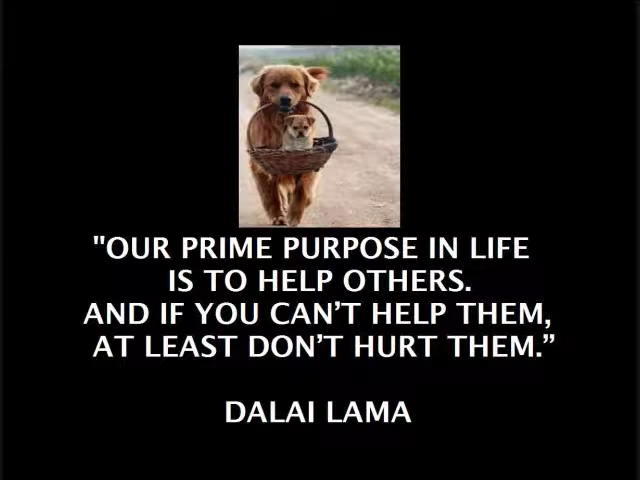 "OUR PRIME PURPOSE IN LIFE
IS TO HELP OTHERS.
AND IF YOU CAN’T HELP THEM,
AT LEAST DON’T HURT THEM.”
DALAI LAMA